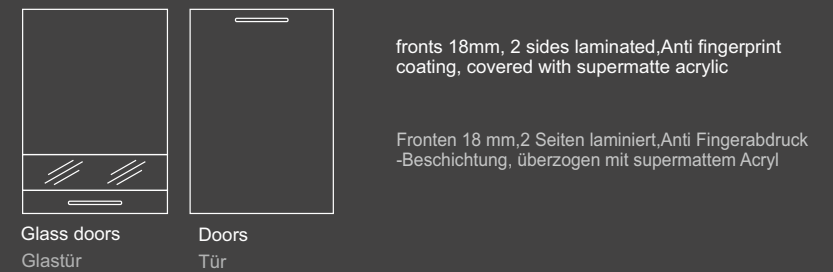 fronts 18mm, 2 sides laminated,Anti fingerprint
coating, covered with supermatte acrylic
Fronten 18 mm,2 Seiten laminiert,Anti Fingerabdruck
-Beschichtung, überzogen mit supermattem Acryl
Glass doors
Glastür
Doors
Tür